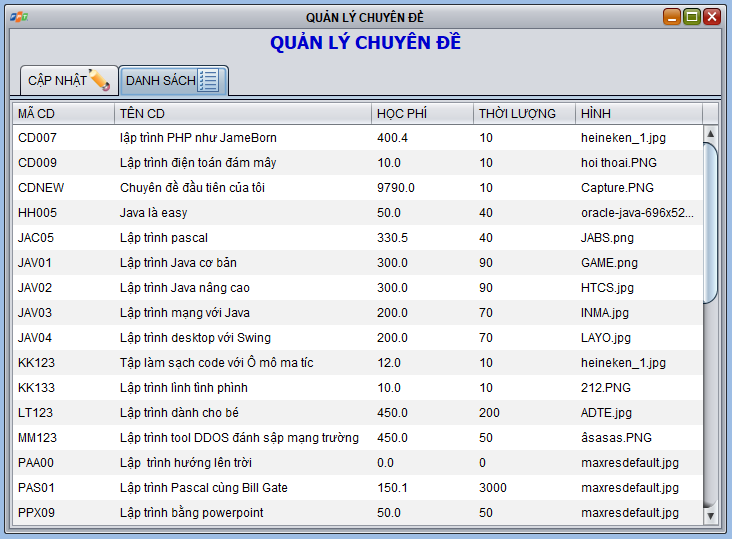 QUẢN LÝ CHUYÊN ĐỀ
QUẢN LÝ CHUYÊN ĐỀ
CẬP NHẬT DANH SÁCH
MÃ CD TÊN CD HỌC PHÍ THỜI LƯỢNG HÌNH
CD007 lập trình PHP như JameBorn 400.4 10 heineken_1.jpg
CD009 Lập trình điện toán đám mây 10.0 10 hoi thoai.PNG
CDNEW Chuyên đề đầu tiên của tôi 9790.0 10 Capture.PNG
HH005 Java là easy 50.0 40 oracle-java-696x52...
JAC05 Lập trình pascal 330.5 40 JABS.png
JAV01 Lập trình Java cơ bản 300.0 90 GAME.png
JAV02 Lập trình Java nâng cao 300.0 90 HTCS.jpg
JAV03 Lập trình mạng với Java 200.0 70 INMA.jpg
JAV04 Lập trình desktop với Swing 200.0 70 LAYO.jpg
KK123 Tập làm sạch code với Ô mô ma tíc 12.0 10 heineken_1.jpg
KK133 Lập trình lình tình phình 10.0 10 212.PNG
LT123 Lập trình dành cho bé 450.0 200 ADTE.jpg
MM123 Lập trình tool DDOS đánh sập mạng trường 450.0 50 âsasas.PNG
PAA00 Lập trình hướng lên trời 0.0 0 maxresdefault.jpg
PAS01 Lập trình Pascal cùng Bill Gate 150.1 3000 maxresdefault.jpg
PPX09 Lập trình bằng powerpoint 50.0 50 maxresdefault.jpg